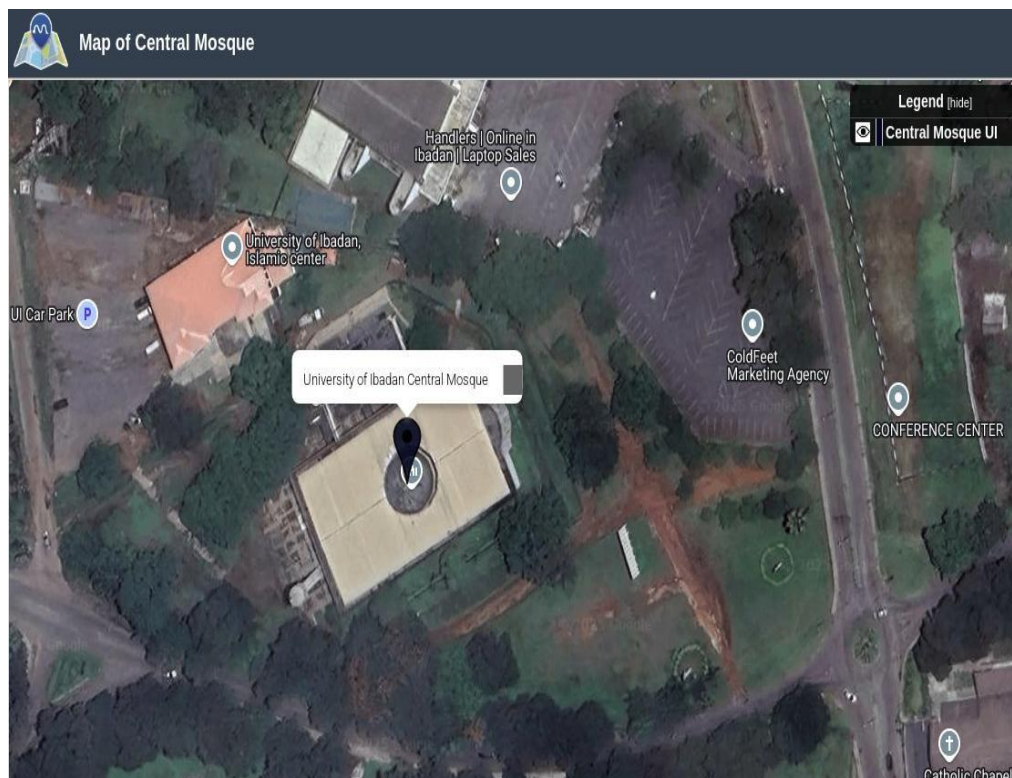 Map of Central Mosque
Legend [hide]
Central Mosque UI
Handlers | Online in
Ibadan | Laptop Sales
University of Ibadan,
Islamic center
UI Car Park
P
ColdFeet
Marketing Agency
University of Ibadan Central Mosque
CONFERENCE CENTER
Catholic Chapel